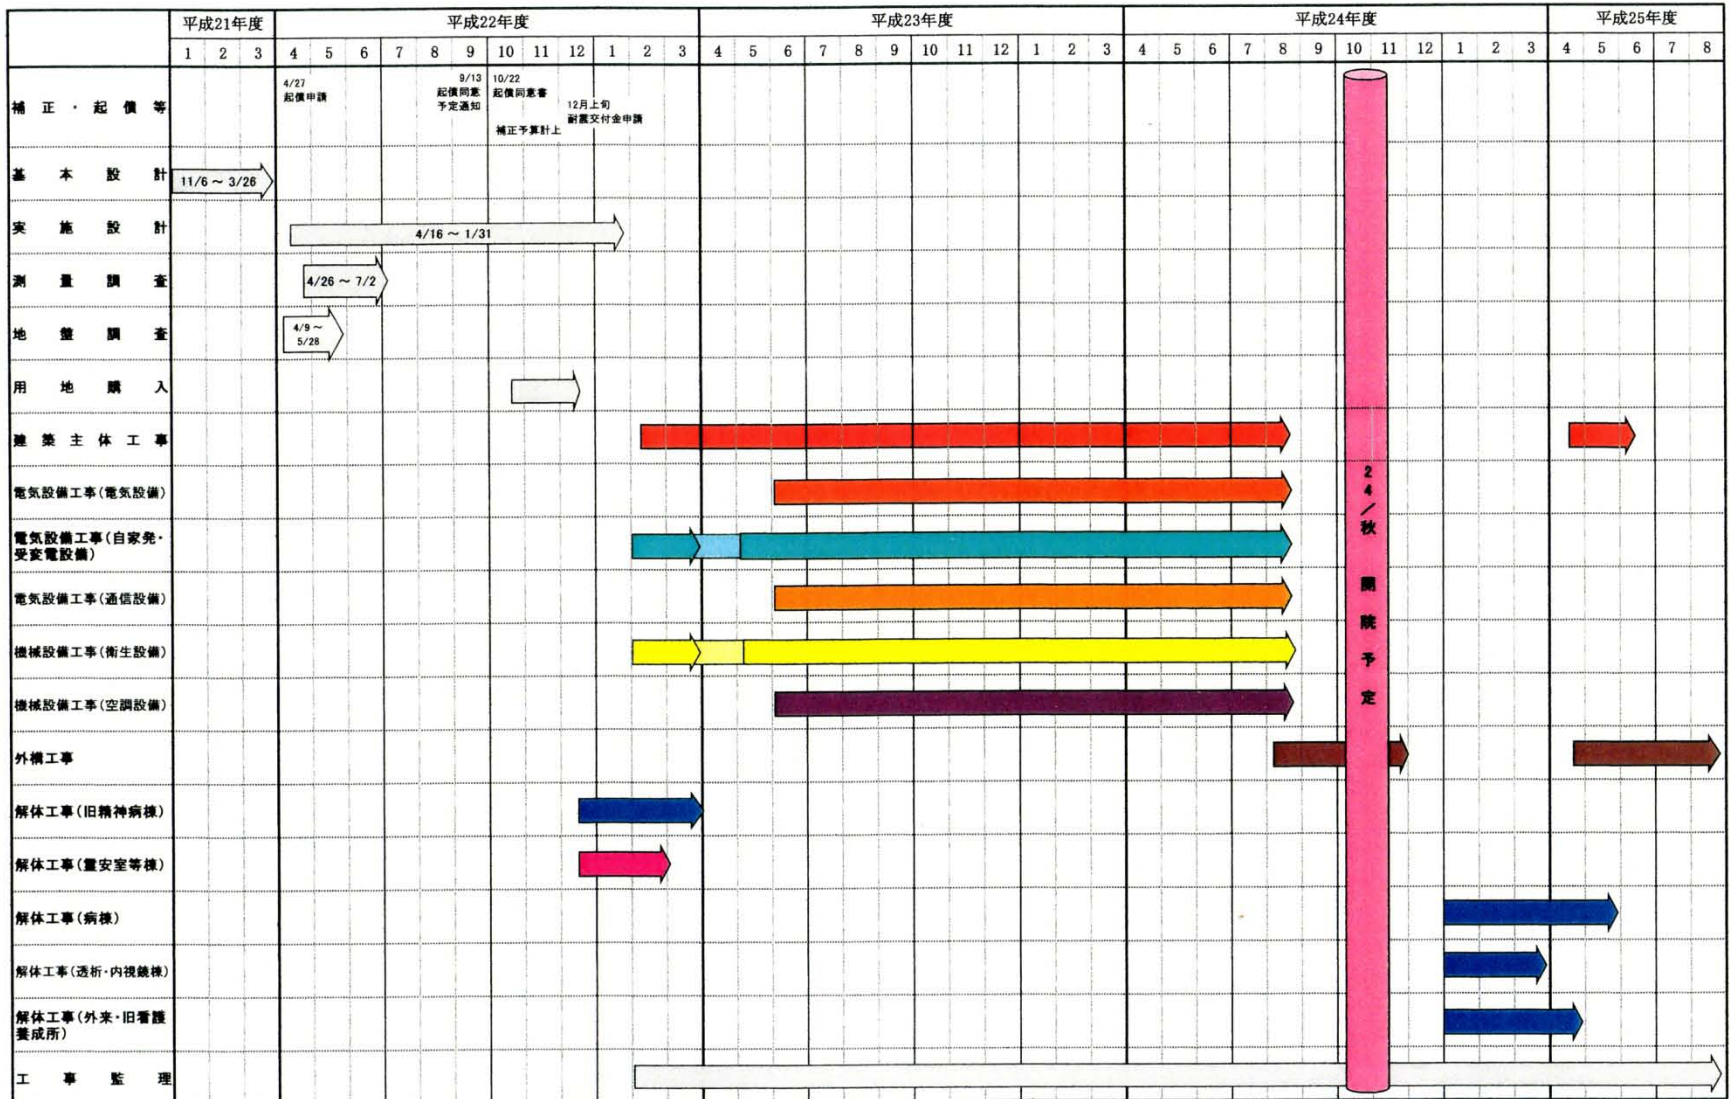 平成21年度 平成22年度 平成23年度 平成24年度 平成25年度
1 2 3 4 5 6 7 8 9 10 11 12 1 2 3 4 5 6 7 8 9 10 11 12 1 2 3 4 5 6 7 8 9 10 11 12 1 2 3 4 5 6 7 8
補正・起債等
4/27
起債申請
9/13
起債同意
予定通知
10/22
起債同意書
補正予算計上
12月上旬
耐震交付金申請
基本設計
11/6 ～ 3/26
実施設計
4/16 ～ 1/31
測量調査
4/26 ～ 7/2
地盤調査
4/9 ～
5/28
用地購入
建築主体工事
電気設備工事(電気設備)
電気設備工事(自家発・
受変電設備)
電気設備工事(通信設備)
機械設備工事(衛生設備)
機械設備工事(空調設備)
外構工事
解体工事(旧精神病棟)
解体工事(霊安室等棟)
解体工事(病棟)
解体工事(透析・内視鏡棟)
解体工事(外来・旧看護
養成所)
工事監理
24/秋 開院予定